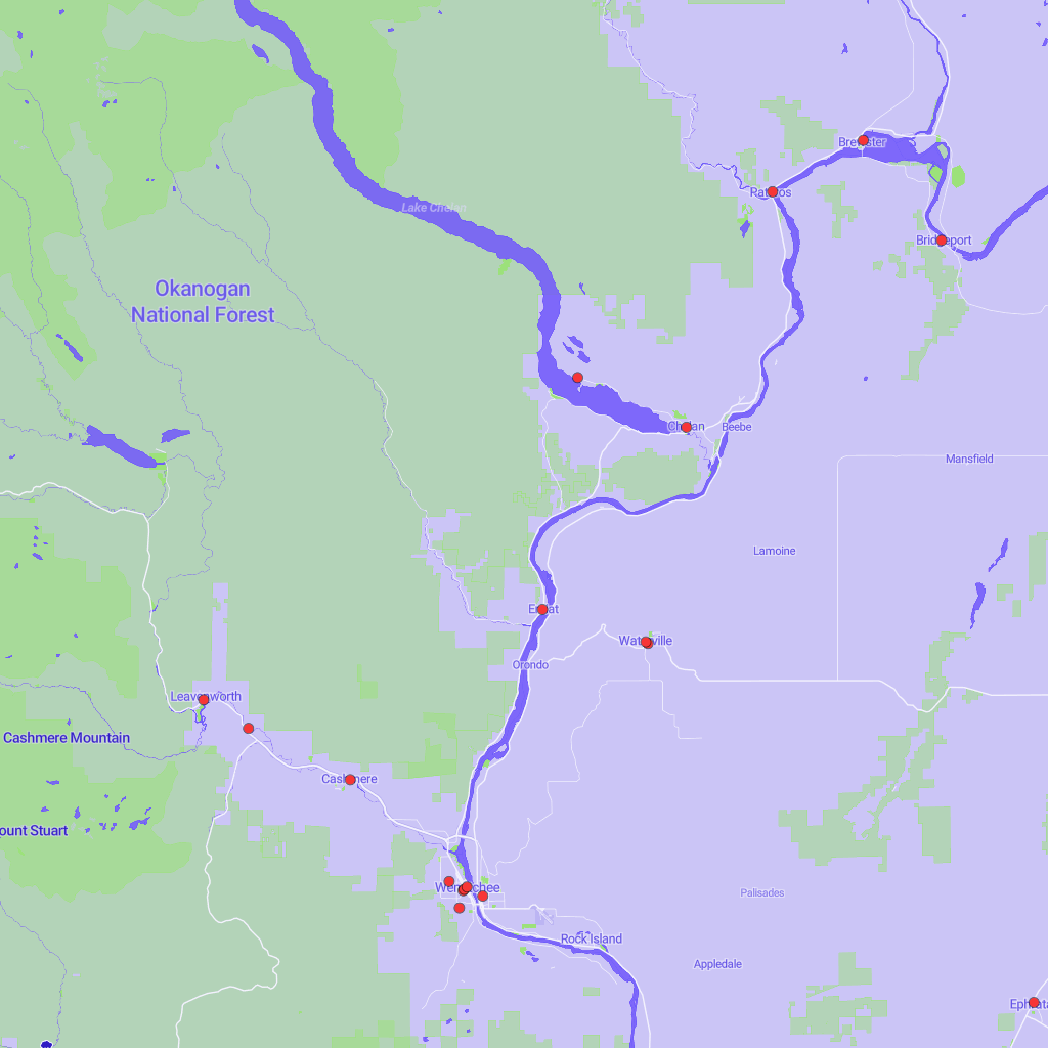 Brewster
Pateros
Lake Chelan
Bridgeport
Okanogan
National Forest
Chelan
Beebe
Mansfield
Lamoine
Entiat
Waterville
Orondo
Leavenworth
Cashmere Mountain
Cashmere
ount Stuart
Wenatchee
Palisades
Rock Island
Appledale
Ephrata